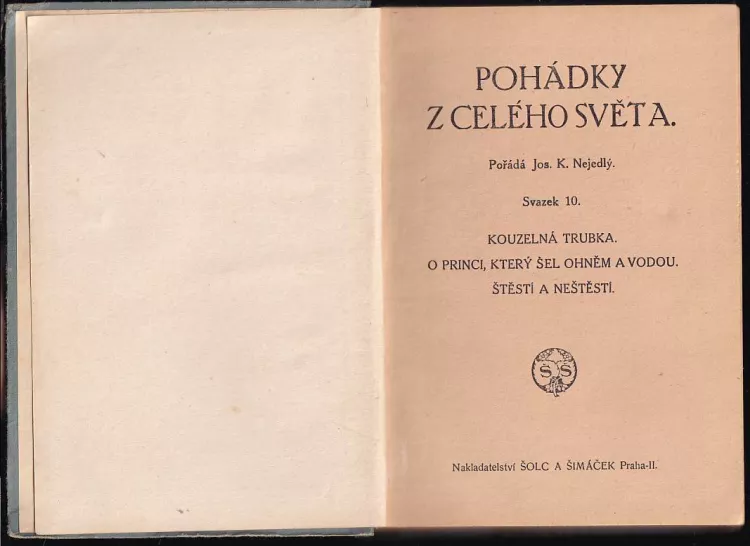 POHÁDKY
Z CELÉHO SVĚTA.
Pořádá Jos. K. Nejedlý.
Svazek 10.
KOUZELNÁ TRUBKA.
O PRINCI, KTERÝ ŠEL OHNĚM A VODOU.
ŠTĚSTÍ A NEŠTĚSTÍ.
Š Š
Nakladatelství ŠOLC A ŠIMÁČEK Praha-II.